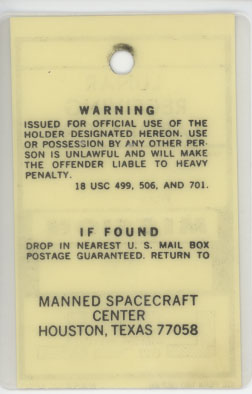 WARNING
ISSUED FOR OFFICIAL USE OF THE
HOLDER DESIGNATED HEREON. USE
OR POSSESSION BY ANY OTHER PER-
SON IS UNLAWFUL AND WILL MAKE
THE OFFENDER LIABLE TO HEAVY
PENALTY.
18 USC 499, 506, AND 701.
IF FOUND
DROP IN NEAREST U. S. MAIL BOX
POSTAGE GUARANTEED. RETURN TO
MANNED SPACECRAFT
CENTER
HOUSTON, TEXAS 77058